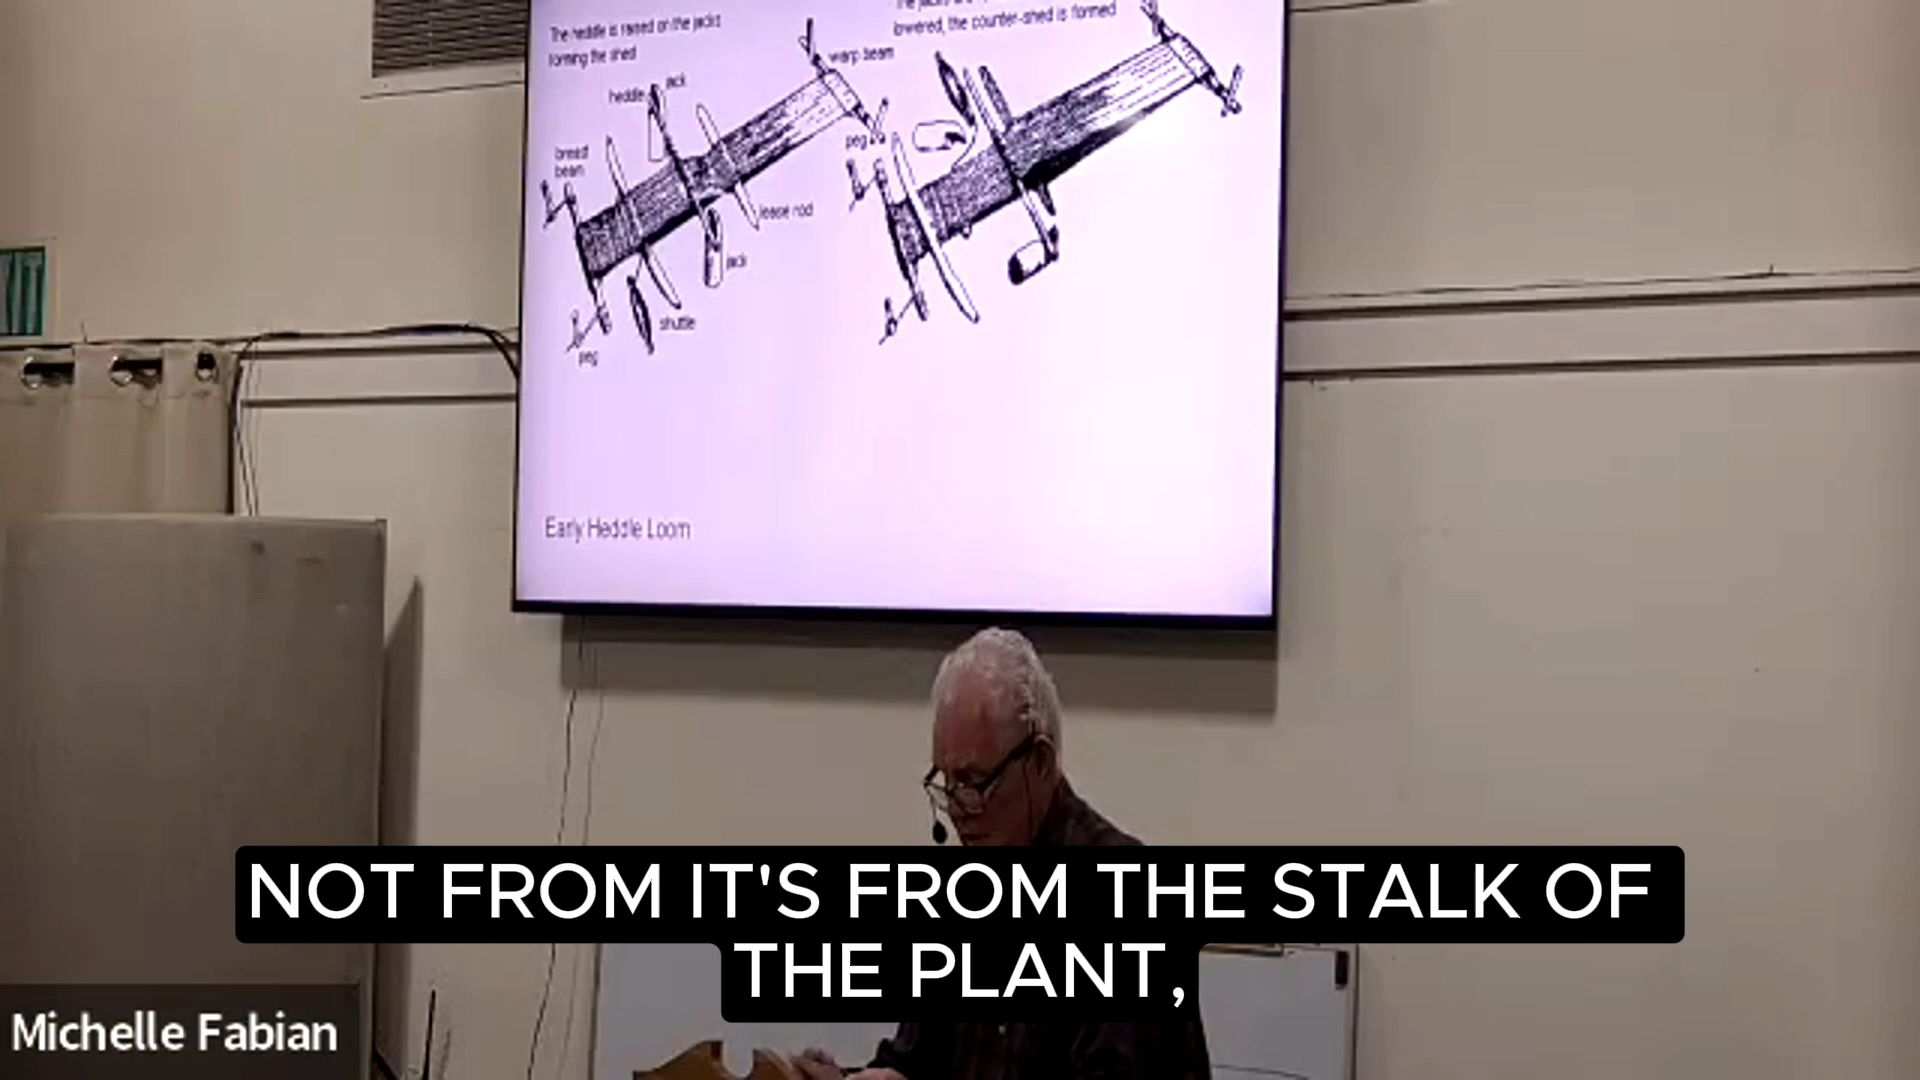 The heddle is raised on the jacks
forming the shed
lowered, the counter-shed is formed
warp beam
jack
heddle
peg
breast
beam
lease rod
jack
shuttle
peg
Early Heddle Loom
NOT FROM IT'S FROM THE STALK OF
THE PLANT,
Michelle Fabian